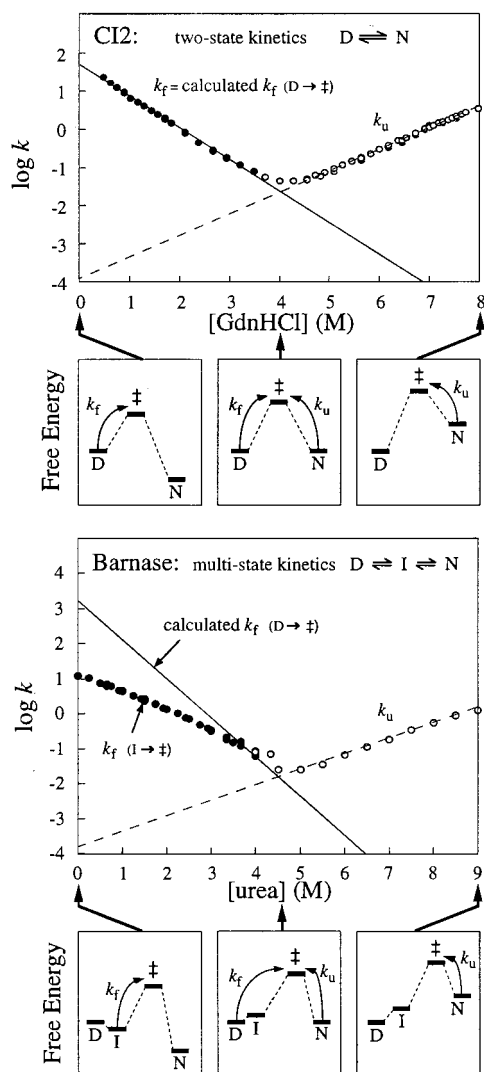 CI2: two-state kinetics D ⇌ N
k_f = calculated k_f (D → ‡)
k_u
log k
2
1
0
-1
-2
-3
-4
0 1 2 3 4 5 6 7 8
[GdnHCl] (M)
Free Energy
‡
k_f
D
N
‡
k_f
k_u
D
N
‡
k_u
D
N
Barnase: multi-state kinetics D ⇌ I ⇌ N
calculated k_f (D → ‡)
k_f (I → ‡)
k_u
log k
5
4
3
2
1
0
-1
-2
-3
-4
0 1 2 3 4 5 6 7 8 9
[urea] (M)
Free Energy
‡
k_f
D
I
N
‡
k_f
k_u
D
I
N
‡
k_u
D
I
N